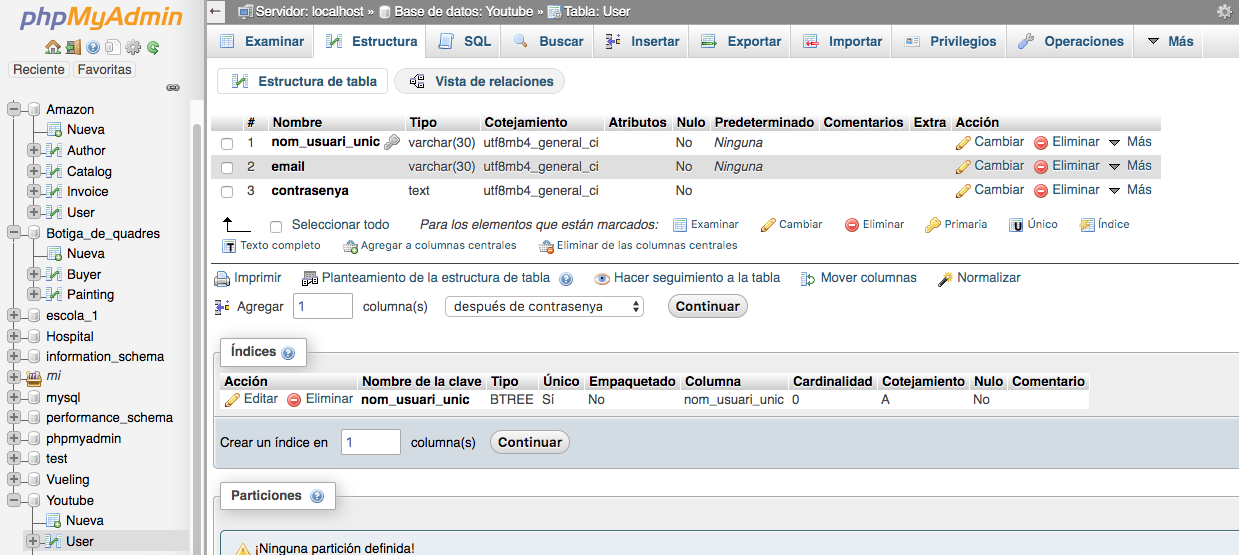 phpMyAdmin
Reciente Favoritas
Amazon
Nueva
Author
Catalog
Invoice
User
Botiga_de_quadres
Nueva
Buyer
Painting
escola_1
Hospital
information_schema
mi
mysql
performance_schema
phpmyadmin
test
Vueling
Youtube
Nueva
User
Servidor: localhost » Base de datos: Youtube » Tabla: User
Examinar Estructura SQL Buscar Insertar Exportar Importar Privilegios Operaciones Más
Estructura de tabla Vista de relaciones
# Nombre Tipo Cotejamiento Atributos Nulo Predeterminado Comentarios Extra Acción
1 nom_usuari_unic varchar(30) utf8mb4_general_ci No Ninguna Cambiar Eliminar Más
2 email varchar(30) utf8mb4_general_ci No Ninguna Cambiar Eliminar Más
3 contrasenya text utf8mb4_general_ci No Cambiar Eliminar Más
Seleccionar todo Para los elementos que están marcados: Examinar Cambiar Eliminar Primaria Único Índice
Texto completo Agregar a columnas centrales Eliminar de las columnas centrales
Imprimir Planteamiento de la estructura de tabla Hacer seguimiento a la tabla Mover columnas Normalizar
Agregar 1 columna(s) después de contrasenya Continuar
Índices
Acción Nombre de la clave Tipo Único Empaquetado Columna Cardinalidad Cotejamiento Nulo Comentario
Editar Eliminar nom_usuari_unic BTREE Sí No nom_usuari_unic 0 A No
Crear un índice en 1 columna(s) Continuar
Particiones
¡Ninguna partición definida!